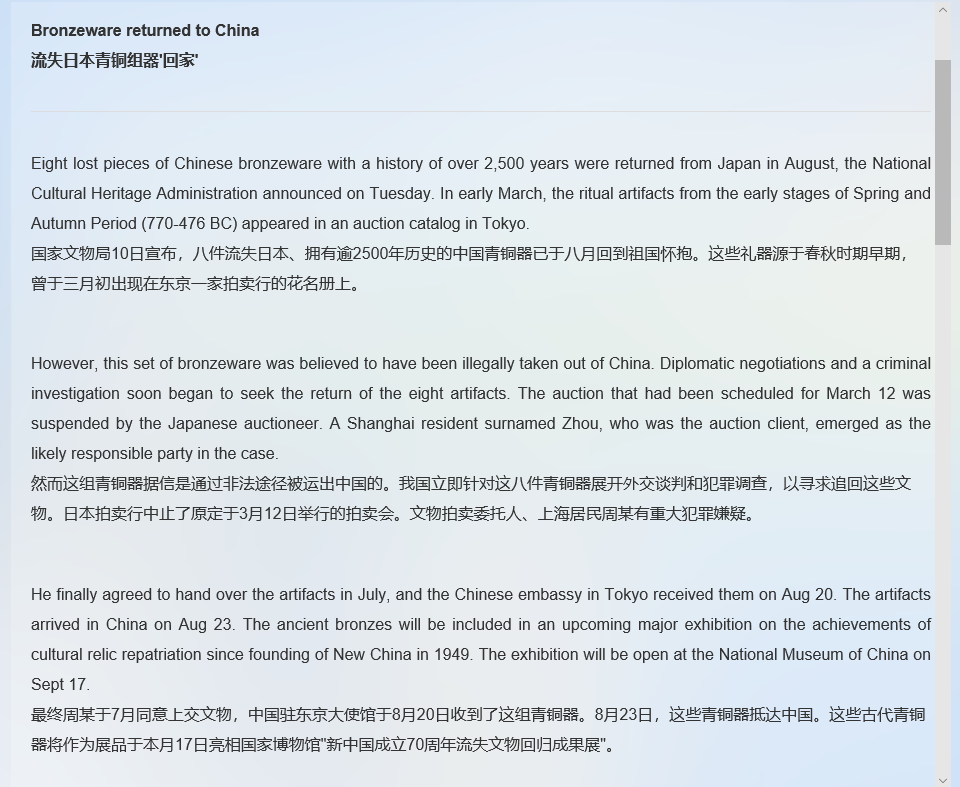 Bronzeware returned to China
流失日本青铜组器'回家'
Eight lost pieces of Chinese bronzeware with a history of over 2,500 years were returned from Japan in August, the National
Cultural Heritage Administration announced on Tuesday. In early March, the ritual artifacts from the early stages of Spring and
Autumn Period (770-476 BC) appeared in an auction catalog in Tokyo.
国家文物局10日宣布，八件流失日本、拥有逾2500年历史的中国青铜器已于八月回到祖国怀抱。这些礼器源于春秋时期早期，
曾于三月初出现在东京一家拍卖行的花名册上。
However, this set of bronzeware was believed to have been illegally taken out of China. Diplomatic negotiations and a criminal
investigation soon began to seek the return of the eight artifacts. The auction that had been scheduled for March 12 was
suspended by the Japanese auctioneer. A Shanghai resident surnamed Zhou, who was the auction client, emerged as the
likely responsible party in the case.
然而这组青铜器据信是通过非法途径被运出中国的。我国立即针对这八件青铜器展开外交谈判和犯罪调查，以寻求追回这些文
物。日本拍卖行中止了原定于3月12日举行的拍卖会。文物拍卖委托人、上海居民周某有重大犯罪嫌疑。
He finally agreed to hand over the artifacts in July, and the Chinese embassy in Tokyo received them on Aug 20. The artifacts
arrived in China on Aug 23. The ancient bronzes will be included in an upcoming major exhibition on the achievements of
cultural relic repatriation since founding of New China in 1949. The exhibition will be open at the National Museum of China on
Sept 17.
最终周某于7月同意上交文物，中国驻东京大使馆于8月20日收到了这组青铜器。8月23日，这些青铜器抵达中国。这些古代青铜
器将作为展品于本月17日亮相国家博物馆"新中国成立70周年流失文物回归成果展"。